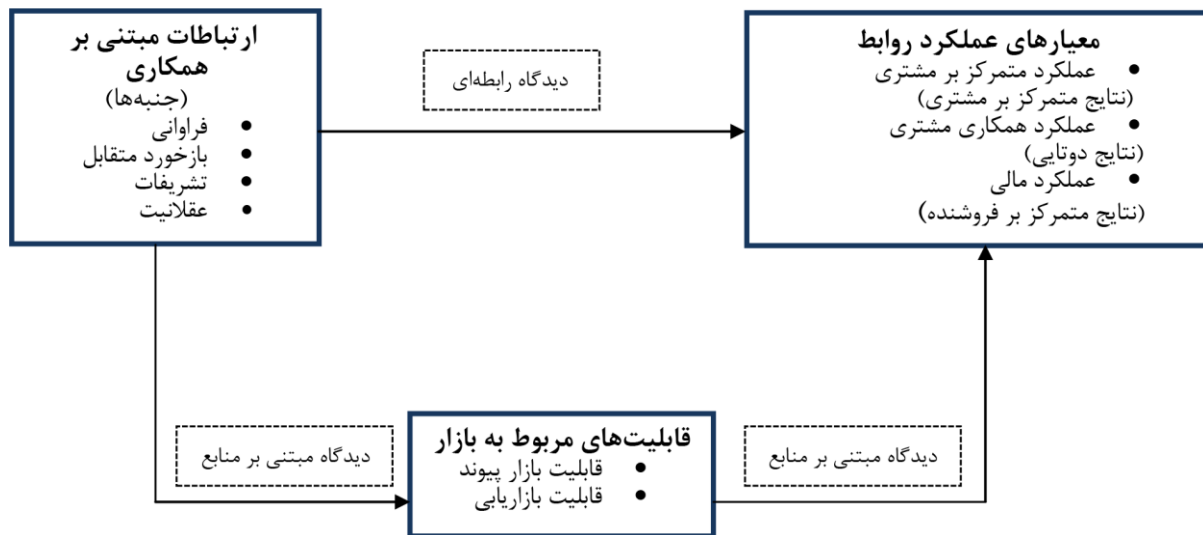 ارتباطات مبتنی بر
همکاری
(جنبه‌ها)
● فراوانی
● بازخورد متقابل
● تشریفات
● عقلانیت
دیدگاه رابطه‌ای
معیارهای عملکرد روابط
● عملکرد متمرکز بر مشتری
(نتایج متمرکز بر مشتری)
● عملکرد همکاری مشتری
(نتایج دوتایی)
● عملکرد مالی
(نتایج متمرکز بر فروشنده)
دیدگاه مبتنی بر منابع
قابلیت‌های مربوط به بازار
● قابلیت بازار پیوند
● قابلیت بازاریابی
دیدگاه مبتنی بر منابع